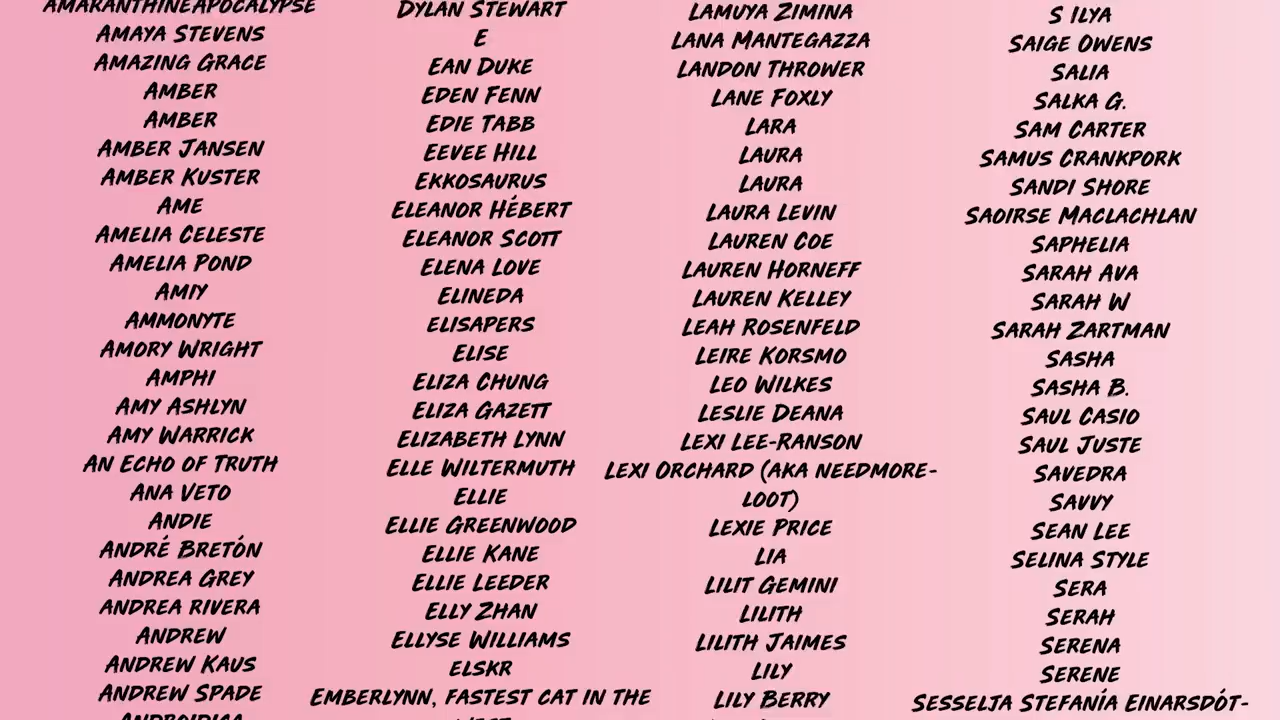 AMARANTHINEAPOCALYPSE
AMAYA STEVENS
AMAZING GRACE
AMBER
AMBER
AMBER JANSEN
AMBER KUSTER
AME
AMELIA CELESTE
AMELIA POND
AMIY
AMMONYTE
AMORY WRIGHT
AMPHI
AMY ASHLYN
AMY WARRICK
AN ECHO OF TRUTH
ANA VETO
ANDIE
ANDRÉ BRETÓN
ANDREA GREY
ANDREA RIVERA
ANDREW
ANDREW KAUS
ANDREW SPADE
DYLAN STEWART
E
EAN DUKE
EDEN FENN
EDIE TABB
EEVEE HILL
EKKOSAURUS
ELEANOR HÉBERT
ELEANOR SCOTT
ELENA LOVE
ELINEDA
ELISAPERS
ELISE
ELIZA CHUNG
ELIZA GAZETT
ELIZABETH LYNN
ELLE WILTERMUTH
ELLIE
ELLIE GREENWOOD
ELLIE KANE
ELLIE LEEDER
ELLY ZHAN
ELLYSE WILLIAMS
ELSKR
EMBERLYNN, FASTEST CAT IN THE
LAMUYA ZIMINA
LANA MANTEGAZZA
LANDON THROWER
LANE FOXLY
LARA
LAURA
LAURA
LAURA LEVIN
LAUREN COE
LAUREN HORNEFF
LAUREN KELLEY
LEAH ROSENFELD
LEIRE KORSMO
LEO WILKES
LESLIE DEANA
LEXI LEE-RANSON
LEXI ORCHARD (AKA NEEDMORE-
LOOT)
LEXIE PRICE
LIA
LILIT GEMINI
LILITH
LILITH JAIMES
LILY
LILY BERRY
S ILYA
SAIGE OWENS
SALIA
SALKA G.
SAM CARTER
SAMUS CRANKPORK
SANDI SHORE
SAOIRSE MACLACHLAN
SAPHELIA
SARAH AVA
SARAH W
SARAH ZARTMAN
SASHA
SASHA B.
SAUL CASIO
SAUL JUSTE
SAVEDRA
SAVVY
SEAN LEE
SELINA STYLE
SERA
SERAH
SERENA
SERENE
SESSELJA STEFANÍA EINARSDÓT-